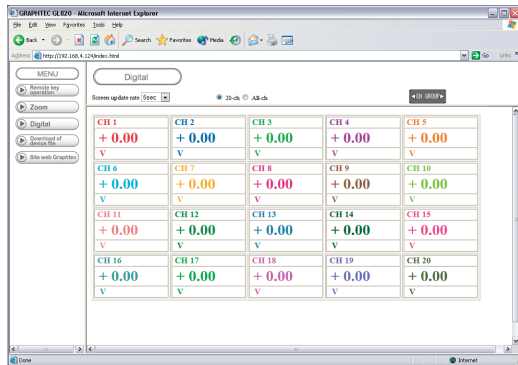 GRAPHTEC GL820 - Microsoft Internet Explorer
File Edit View Favorites Tools Help
Back Search Favorites Media
Address http://192.168.4.124/index.html Go Links »
MENU
Remote key
operation
Zoom
Digital
Download of
device file
Site web Graphtec
Digital
Screen update rate 5sec 20-ch All-ch ◄CH GROUP►
CH 1 CH 2 CH 3 CH 4 CH 5
+ 0.00 + 0.00 + 0.00 + 0.00 + 0.00
V V V V V
CH 6 CH 7 CH 8 CH 9 CH 10
+ 0.00 + 0.00 + 0.00 + 0.00 + 0.00
V V V V V
CH 11 CH 12 CH 13 CH 14 CH 15
+ 0.00 + 0.00 + 0.00 + 0.00 + 0.00
V V V V V
CH 16 CH 17 CH 18 CH 19 CH 20
+ 0.00 + 0.00 + 0.00 + 0.00 + 0.00
V V V V V
Done Internet